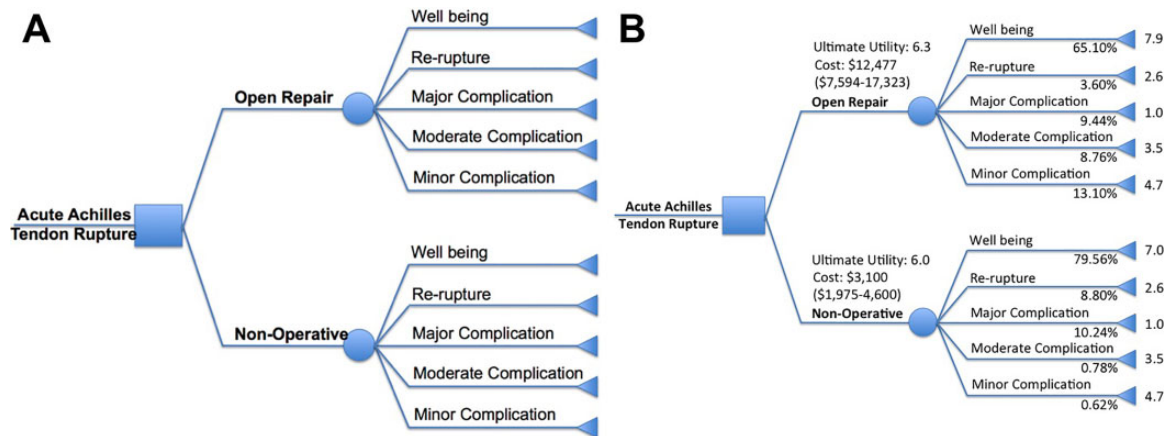 A
Well being
Re-rupture
Open Repair
Major Complication
Moderate Complication
Minor Complication
Acute Achilles
Tendon Rupture
Well being
Re-rupture
Non-Operative
Major Complication
Moderate Complication
Minor Complication
B
Ultimate Utility: 6.3
Cost: $12,477
($7,594-17,323)
Open Repair
Well being
65.10%
7.9
Re-rupture
3.60%
2.6
Major Complication
9.44%
1.0
Moderate Complication
8.76%
3.5
Minor Complication
13.10%
4.7
Acute Achilles
Tendon Rupture
Ultimate Utility: 6.0
Cost: $3,100
($1,975-4,600)
Non-Operative
Well being
79.56%
7.0
Re-rupture
8.80%
2.6
Major Complication
10.24%
1.0
Moderate Complication
0.78%
3.5
Minor Complication
0.62%
4.7